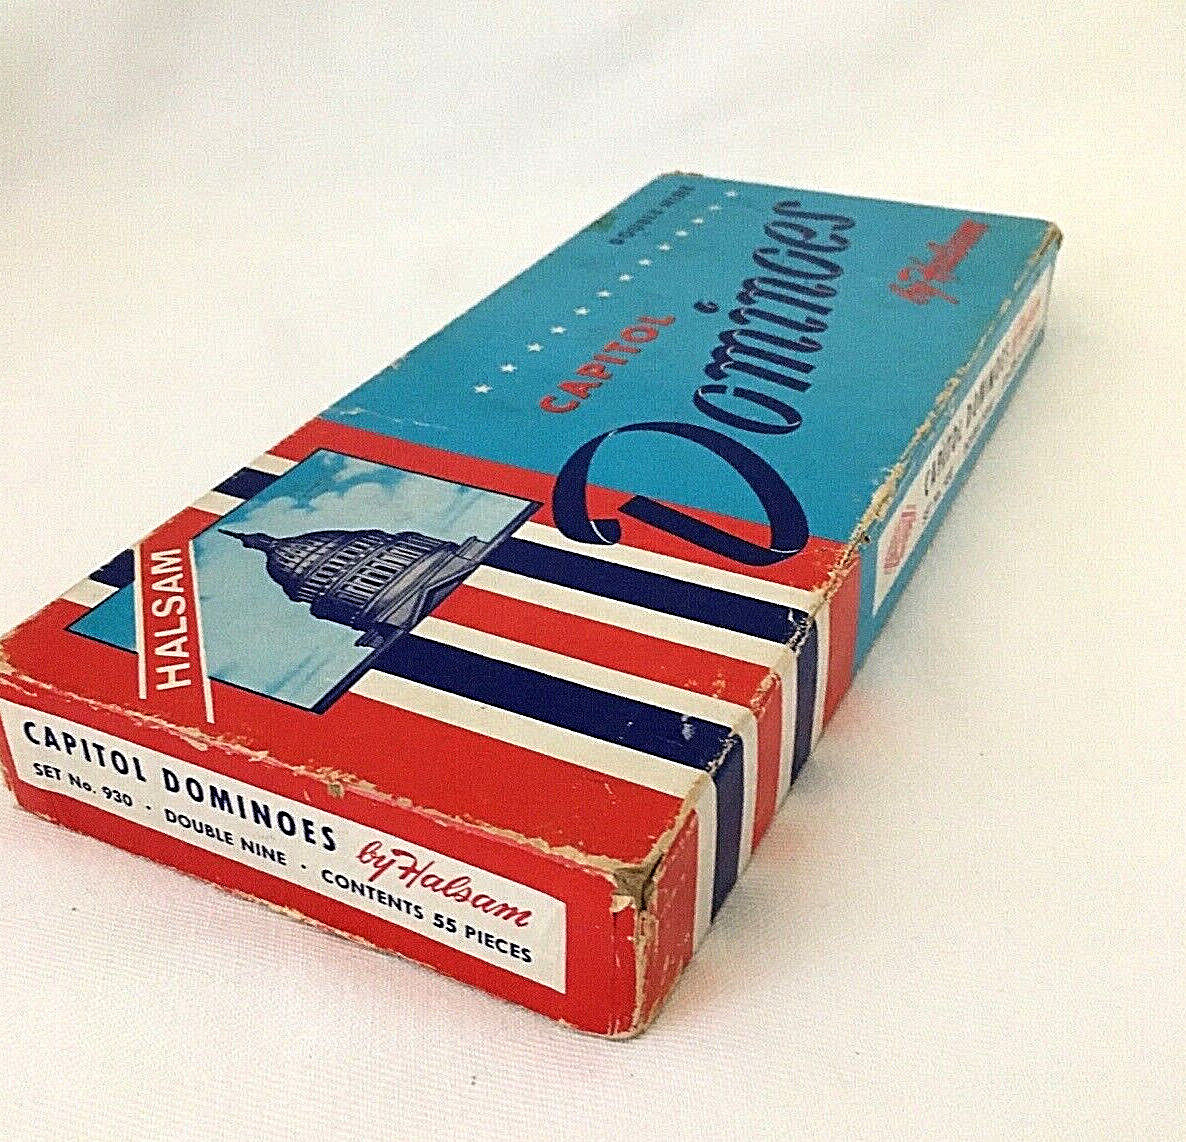 DOUBLE NINE
CAPITOL
Dominoes
by Halsam
HALSAM
CAPITOL DOMINOES by Halsam
SET No. 930 · DOUBLE NINE · CONTENTS 55 PIECES
CAPITOL DOMINOES